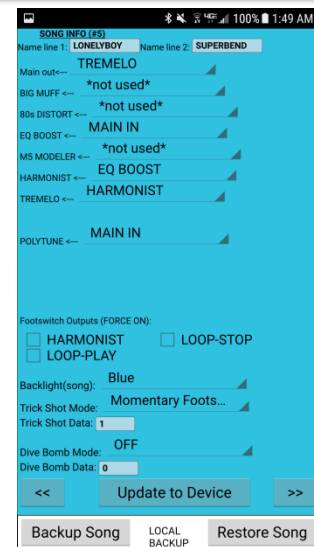 100% 1:49 AM
SONG INFO (#5)
Name line 1: LONELYBOY Name line 2: SUPERBEND
Main out<--- TREMELO
BIG MUFF <--- *not used*
80s DISTORT <--- *not used*
EQ BOOST <--- MAIN IN
M5 MODELER <--- *not used*
HARMONIST <--- EQ BOOST
TREMELO <--- HARMONIST
POLYTUNE <--- MAIN IN
Footswitch Outputs (FORCE ON):
HARMONIST LOOP-STOP
LOOP-PLAY
Backlight(song): Blue
Trick Shot Mode: Momentary Foots...
Trick Shot Data: 1
Dive Bomb Mode: OFF
Dive Bomb Data: 0
<< Update to Device >>
Backup Song LOCAL BACKUP Restore Song